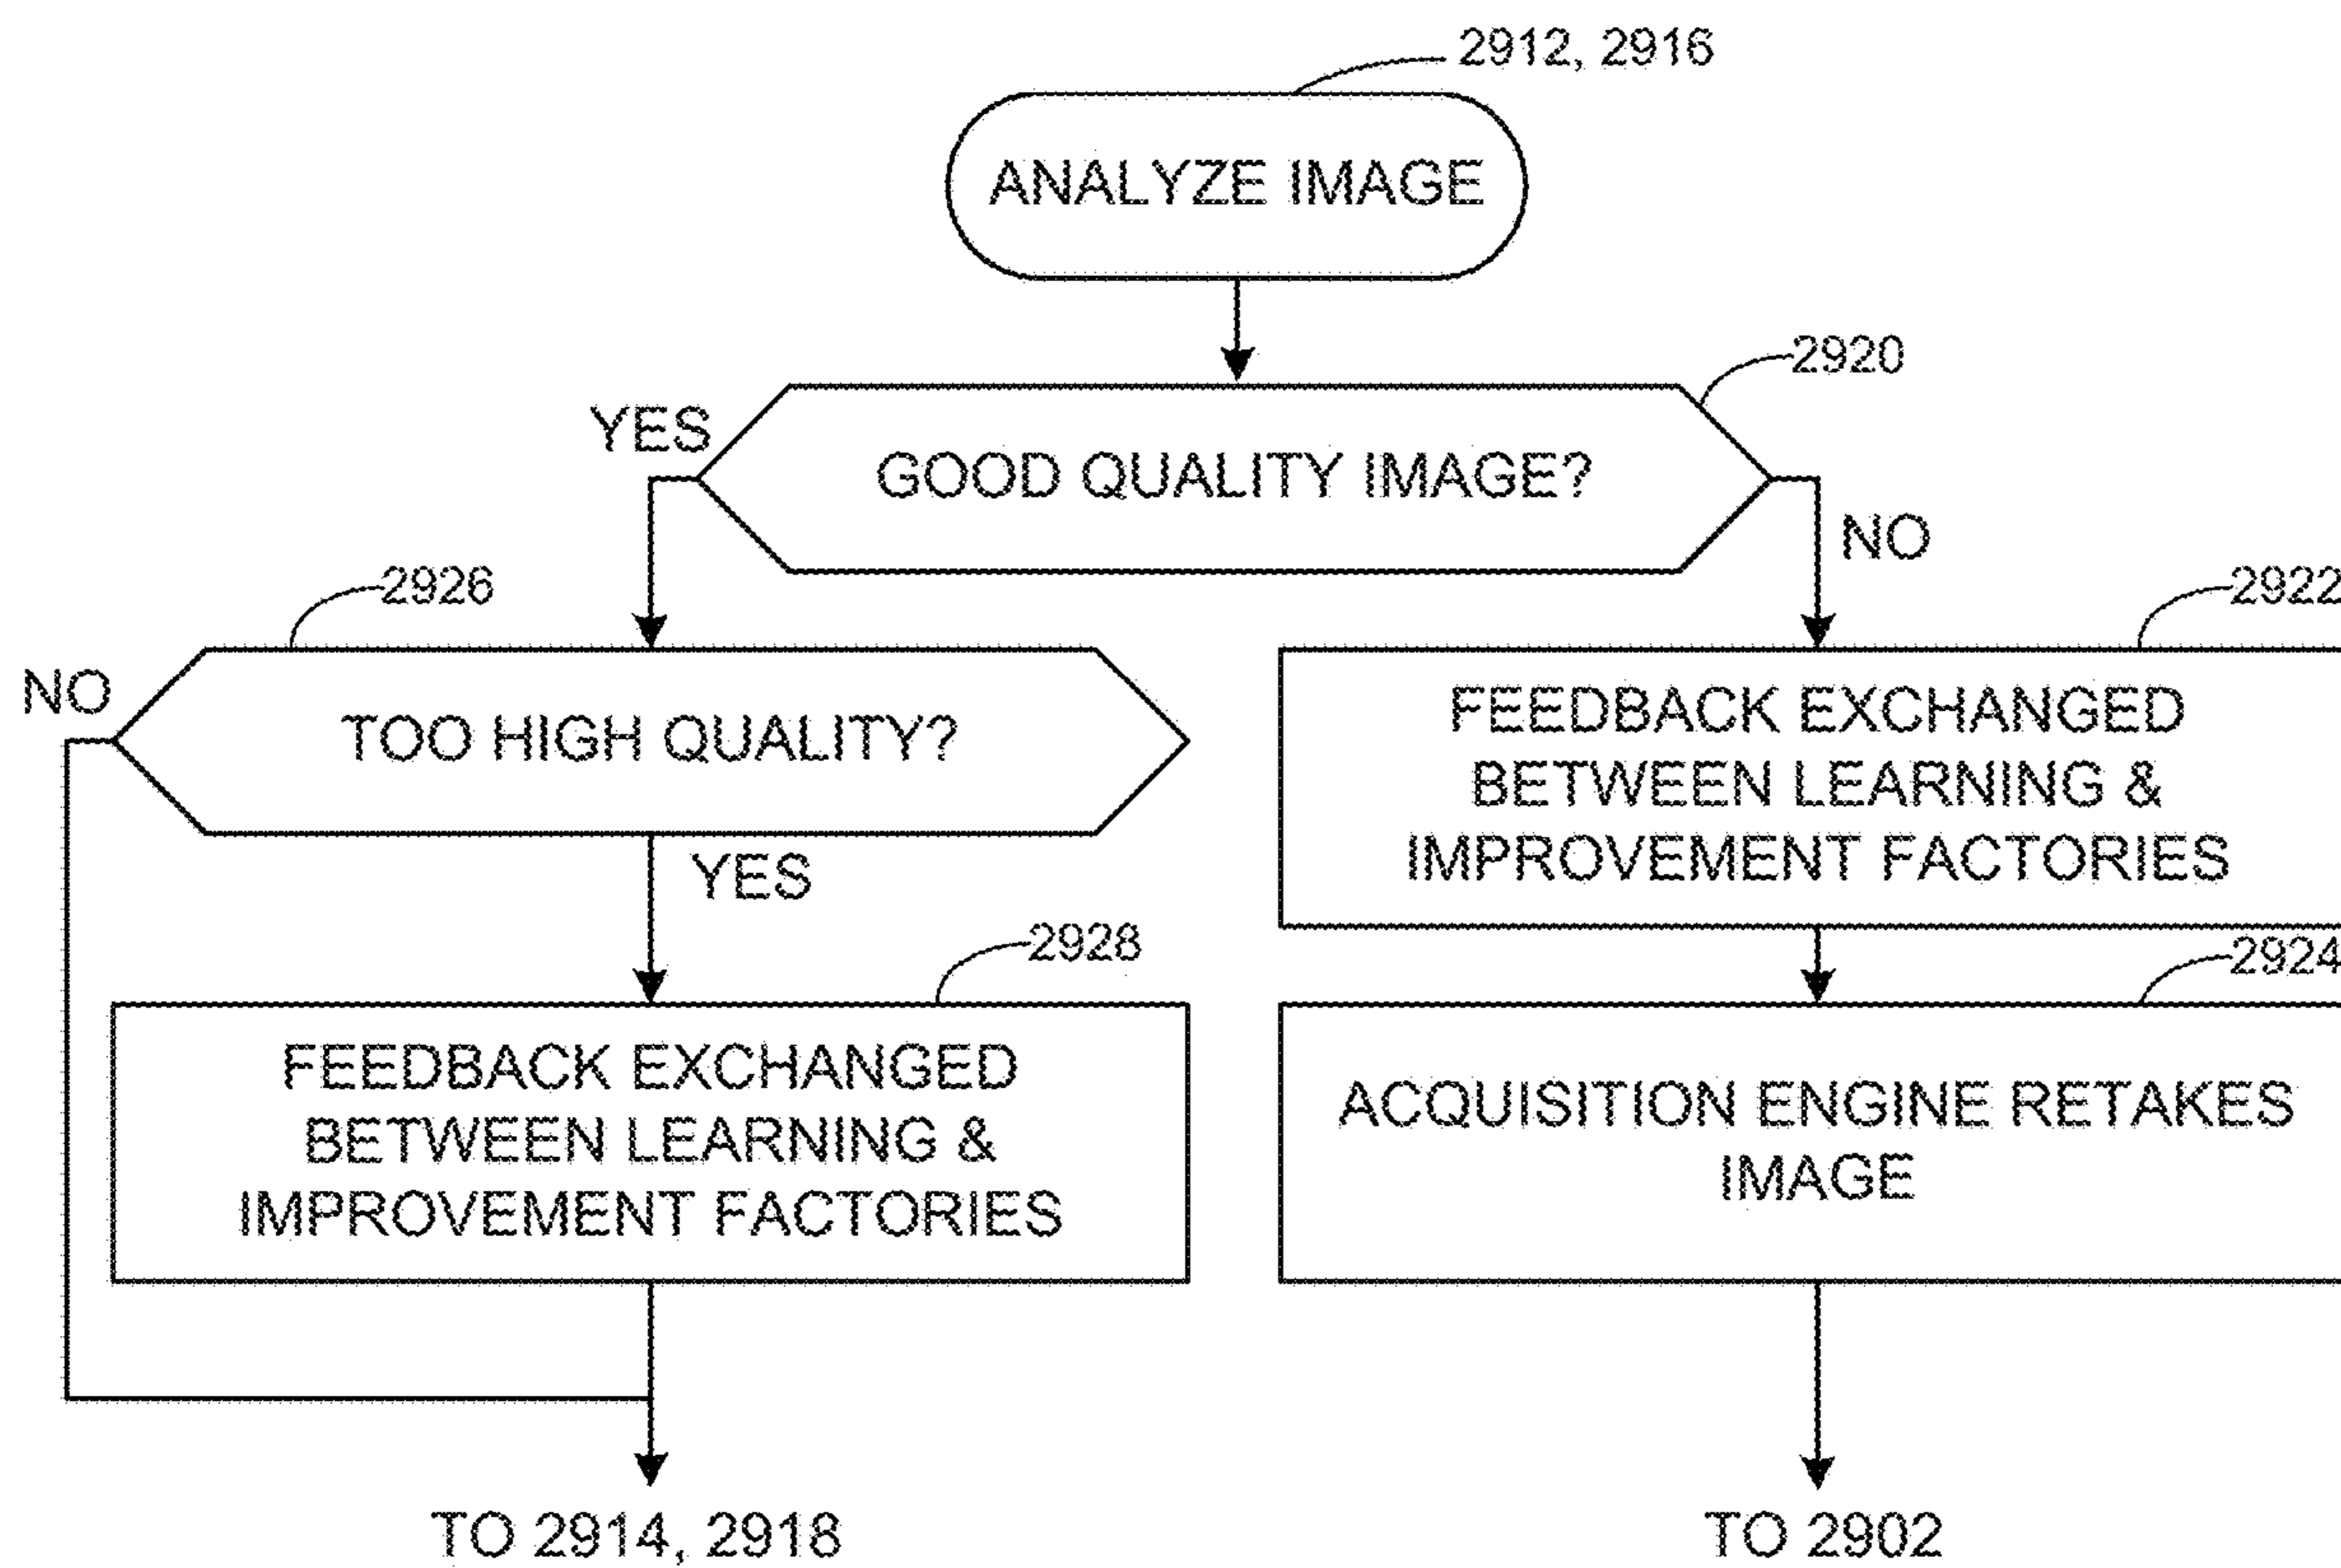 2912, 2916
ANALYZE IMAGE
2920
YES
GOOD QUALITY IMAGE?
NO
2926
2922
NO
TOO HIGH QUALITY?
YES
FEEDBACK EXCHANGED
BETWEEN LEARNING &
IMPROVEMENT FACTORIES
2928
2924
FEEDBACK EXCHANGED
BETWEEN LEARNING &
IMPROVEMENT FACTORIES
ACQUISITION ENGINE RETAKES
IMAGE
TO 2914, 2918
TO 2902